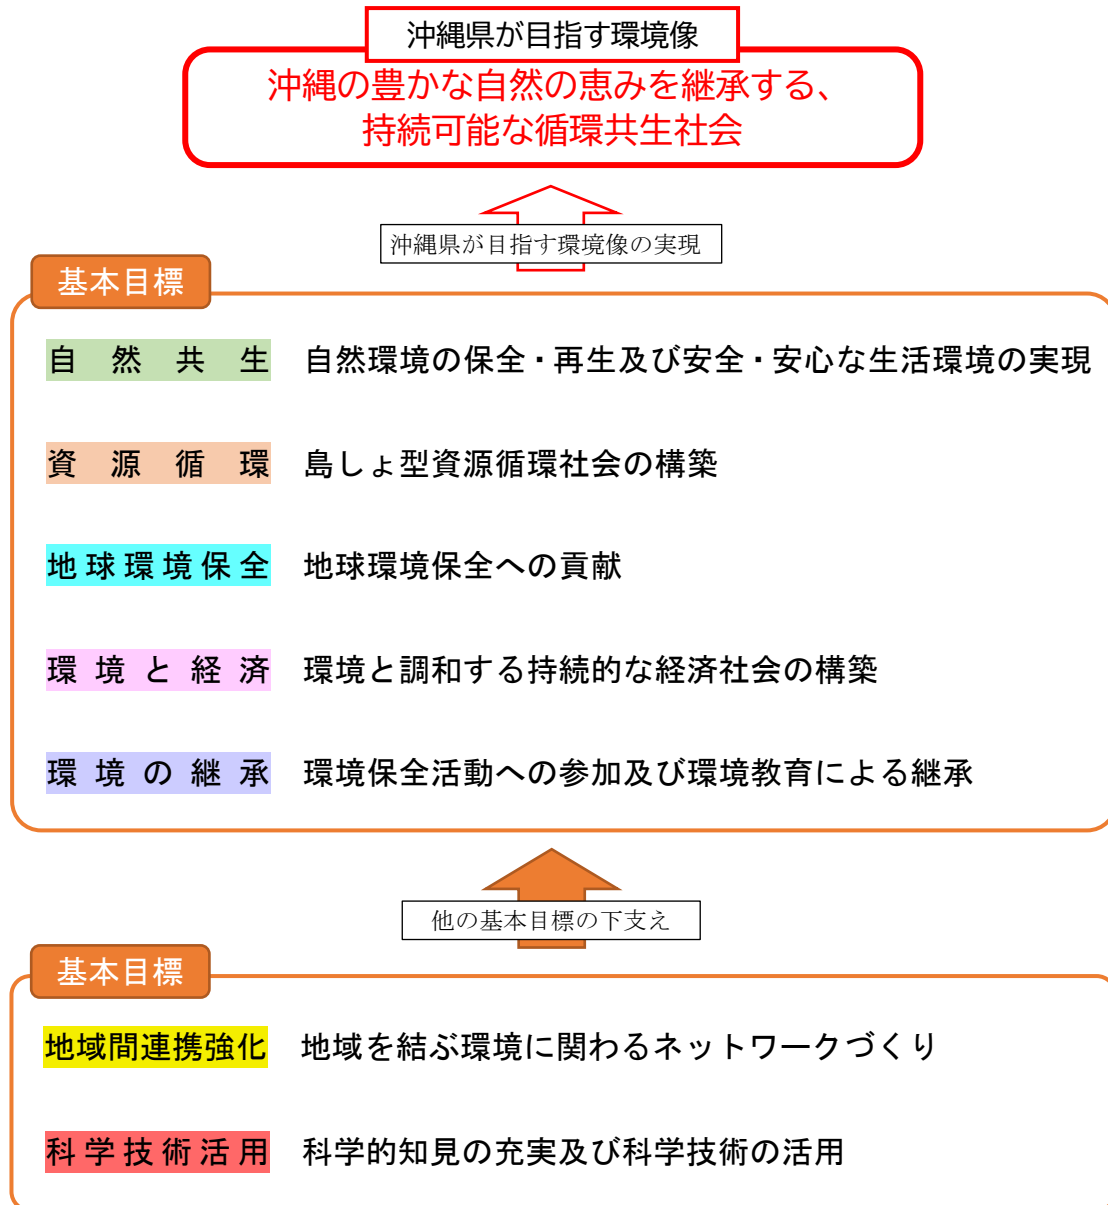 沖縄県が目指す環境像
沖縄の豊かな自然の恵みを継承する、
持続可能な循環共生社会
沖縄県が目指す環境像の実現
基本目標
自然共生 自然環境の保全・再生及び安全・安心な生活環境の実現
資源循環 島しょ型資源循環社会の構築
地球環境保全 地球環境保全への貢献
環境と経済 環境と調和する持続的な経済社会の構築
環境の継承 環境保全活動への参加及び環境教育による継承
他の基本目標の下支え
基本目標
地域間連携強化 地域を結ぶ環境に関わるネットワークづくり
科学技術活用 科学的知見の充実及び科学技術の活用